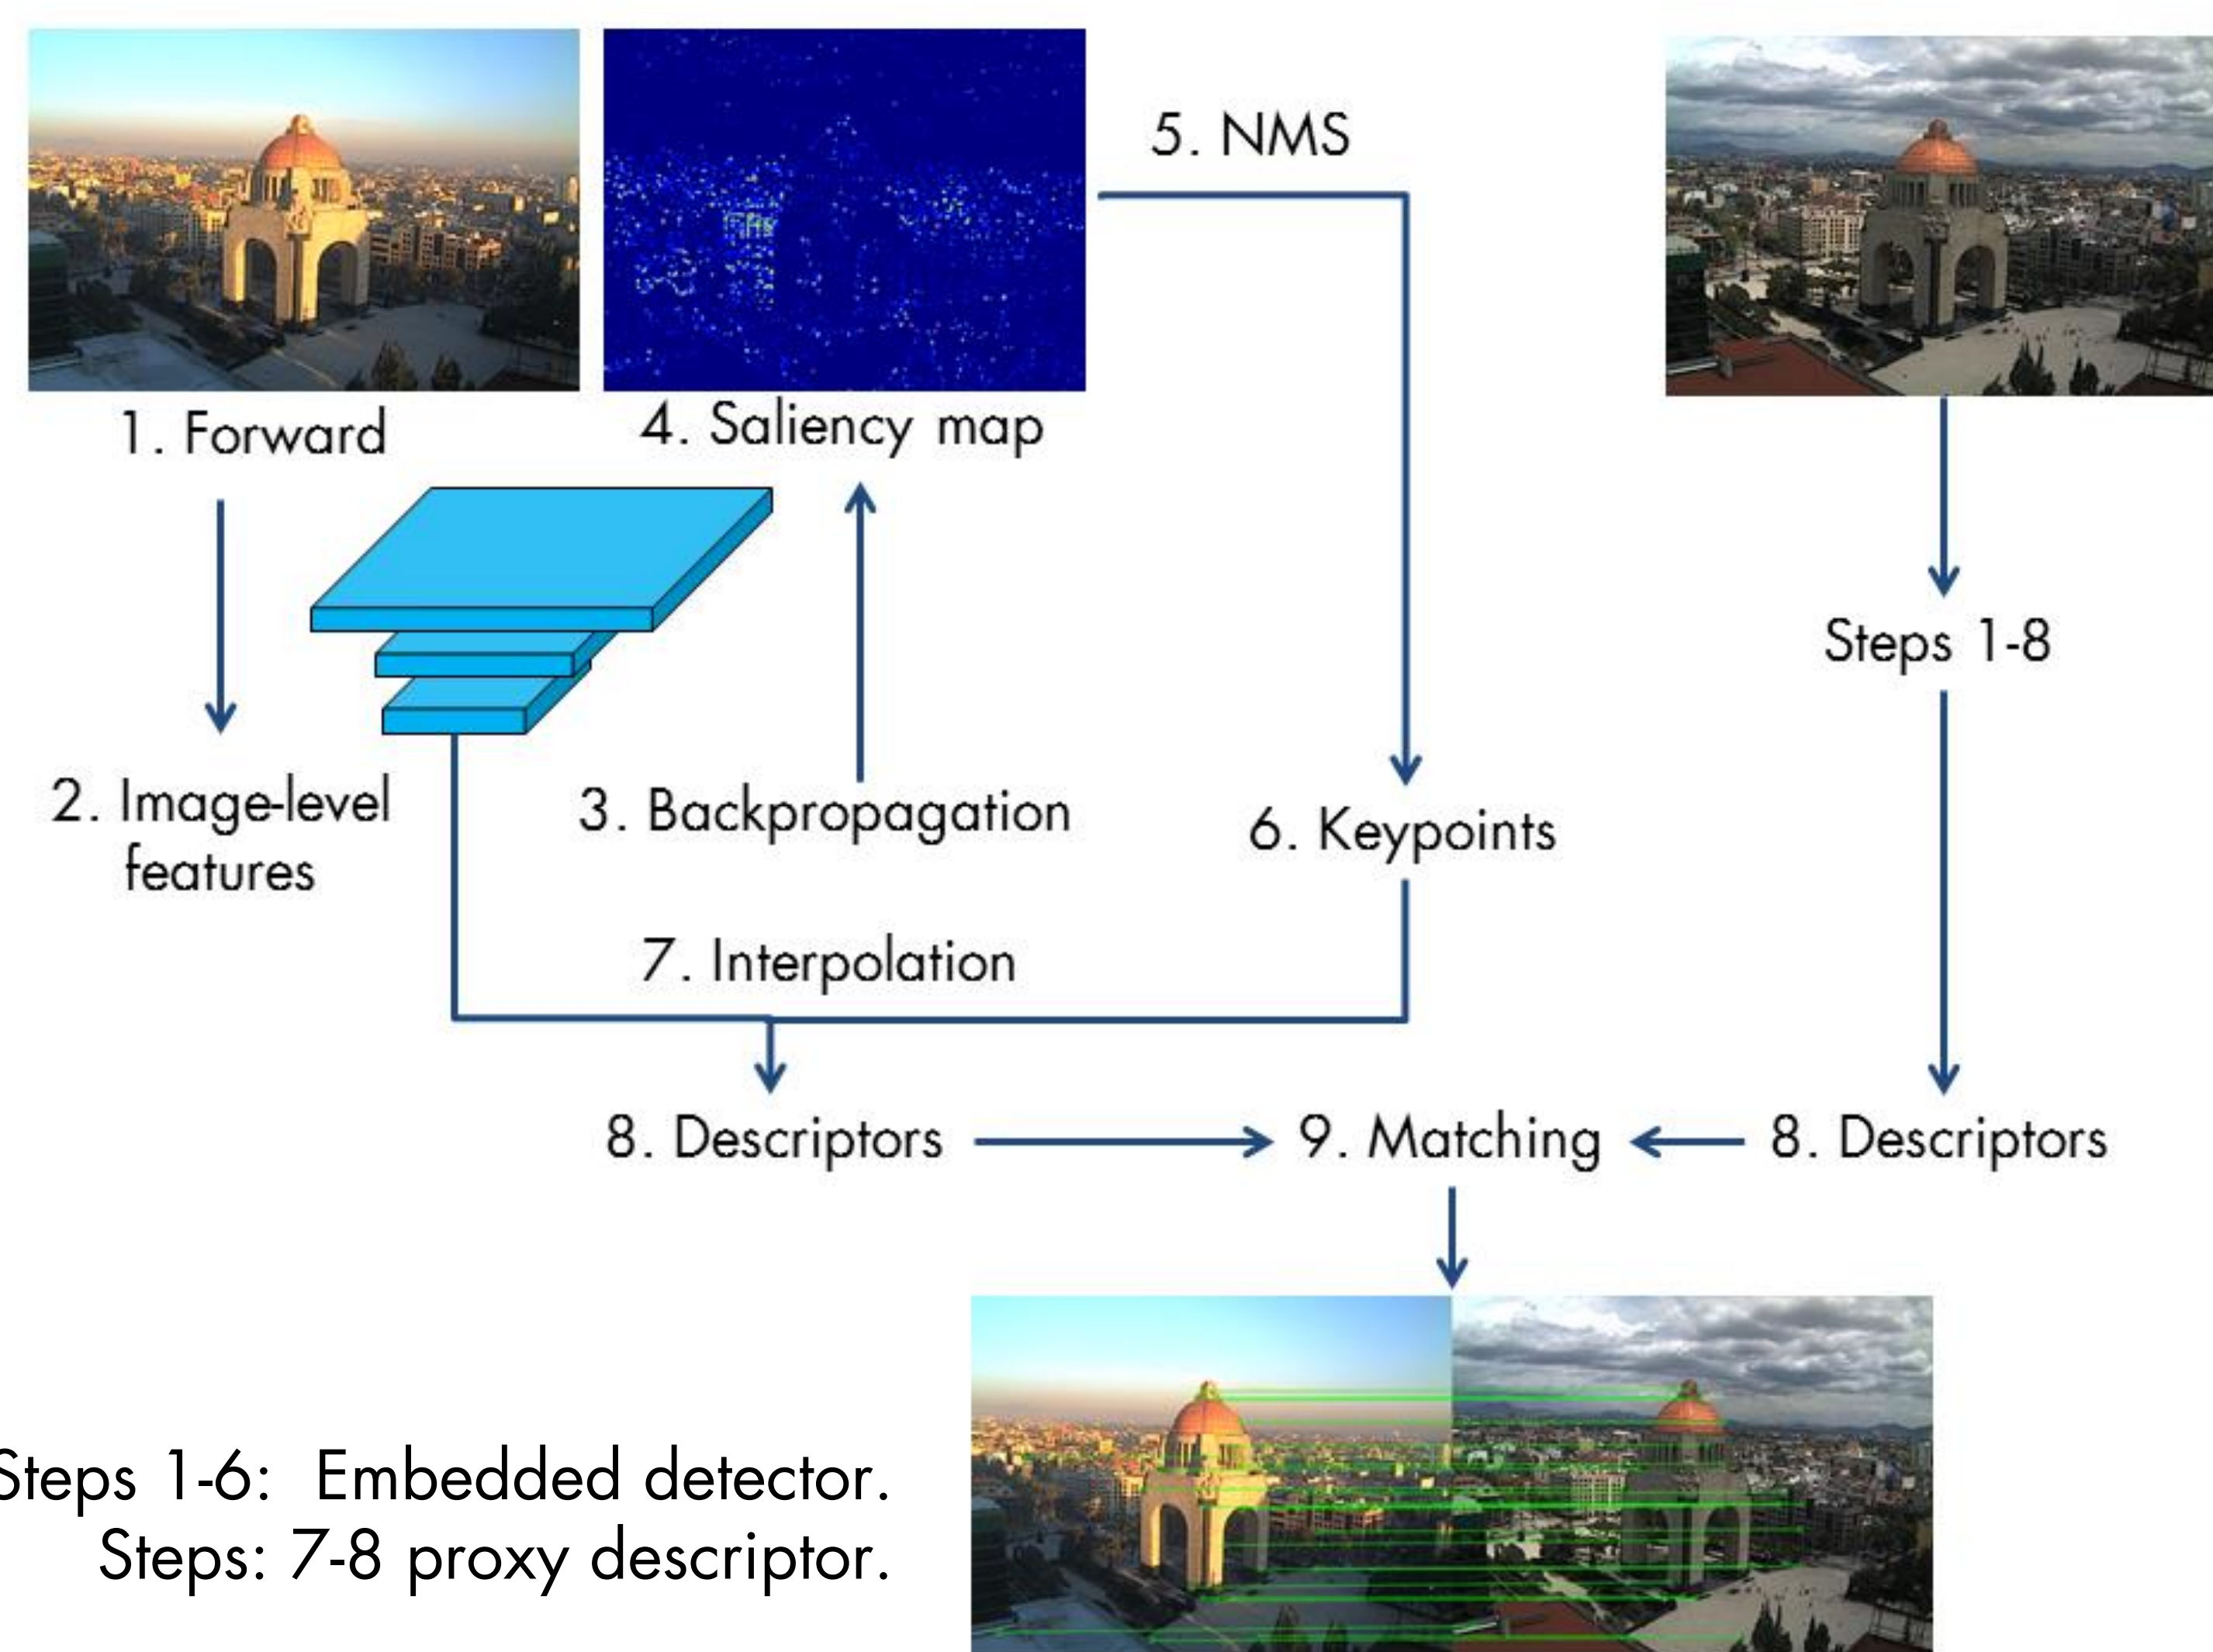 5. NMS
1. Forward
4. Saliency map
Steps 1-8
2. Image-level
features
3. Backpropagation
6. Keypoints
7. Interpolation
8. Descriptors
9. Matching
8. Descriptors
Steps 1-6: Embedded detector.
Steps: 7-8 proxy descriptor.